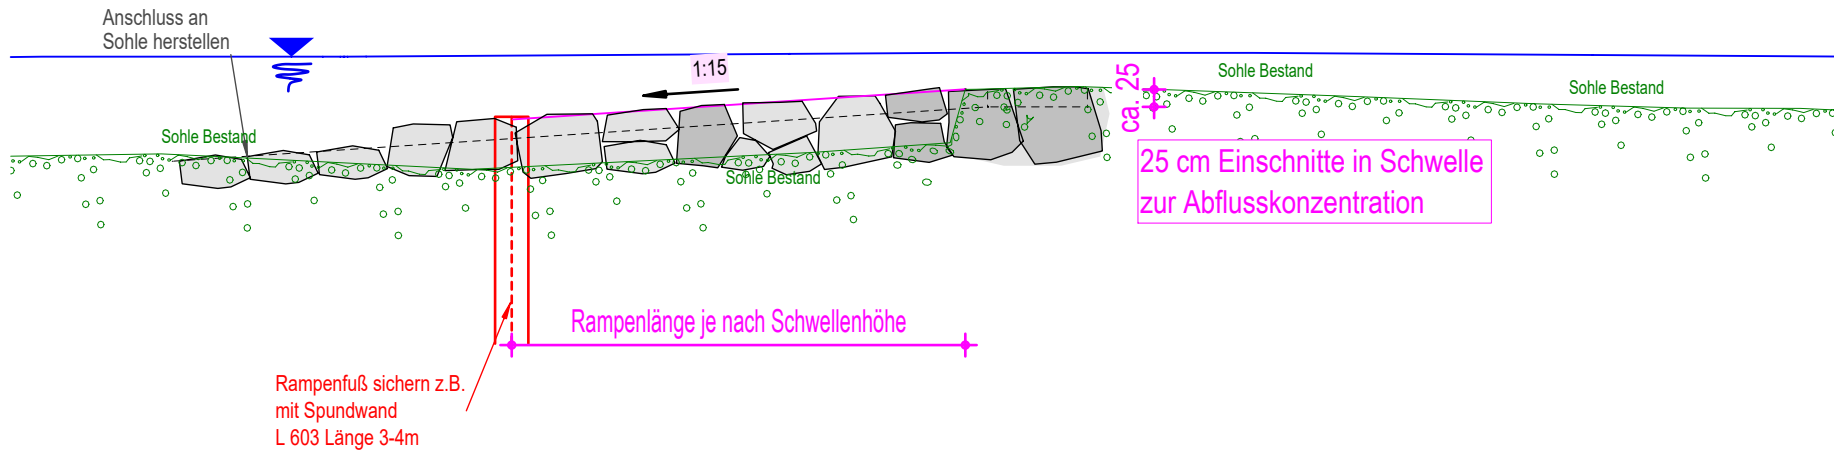 Anschluss an
Sohle herstellen
1:15
ca. 25
Sohle Bestand
Sohle Bestand
Sohle Bestand
Sohle Bestand
25 cm Einschnitte in Schwelle
zur Abflusskonzentration
Rampenlänge je nach Schwellenhöhe
Rampenfuß sichern z.B.
mit Spundwand
L 603 Länge 3-4m